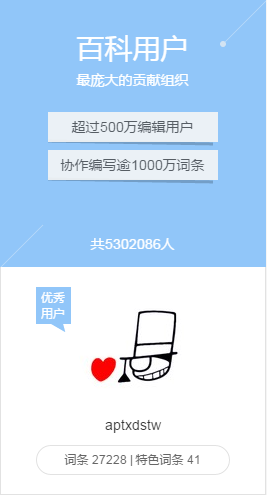 百科用户
最庞大的贡献组织
超过500万编辑用户
协作编写逾1000万词条
共5302086人
优秀
用户
aptxdstw
词条 27228 | 特色词条 41